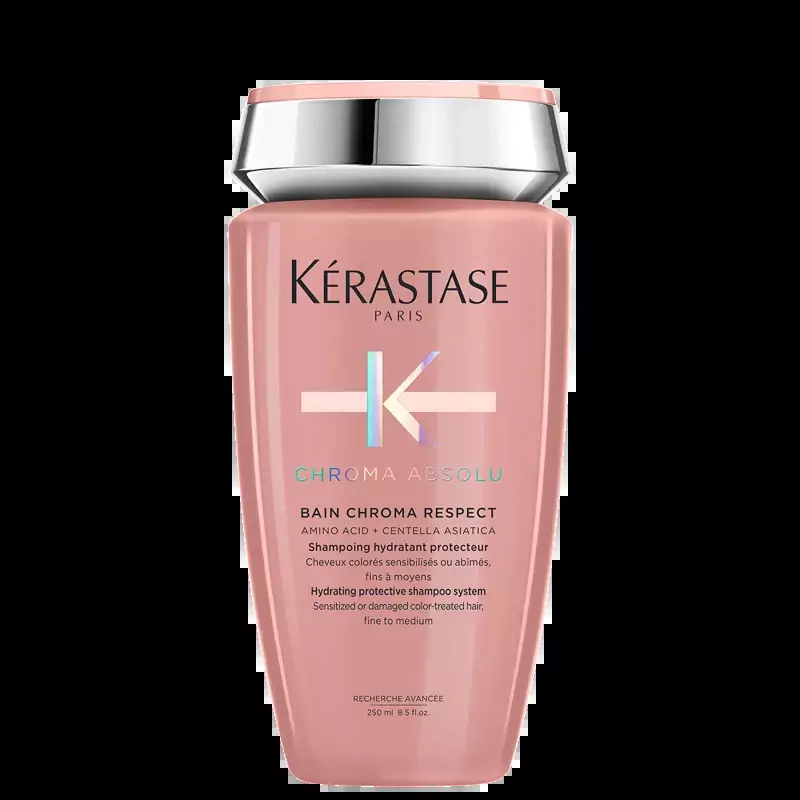 KÉRASTASE
PARIS
K
CHROMA ABSOLU
BAIN CHROMA RESPECT
AMINO ACID + CENTELLA ASIATICA
Shampoing hydratant protecteur
Cheveux colorés sensibilisés ou abîmés,
fins à moyens
Hydrating protective shampoo system
Sensitized or damaged color-treated hair,
fine to medium
RECHERCHE AVANCÉE
250 ml 8.5 fl.oz.